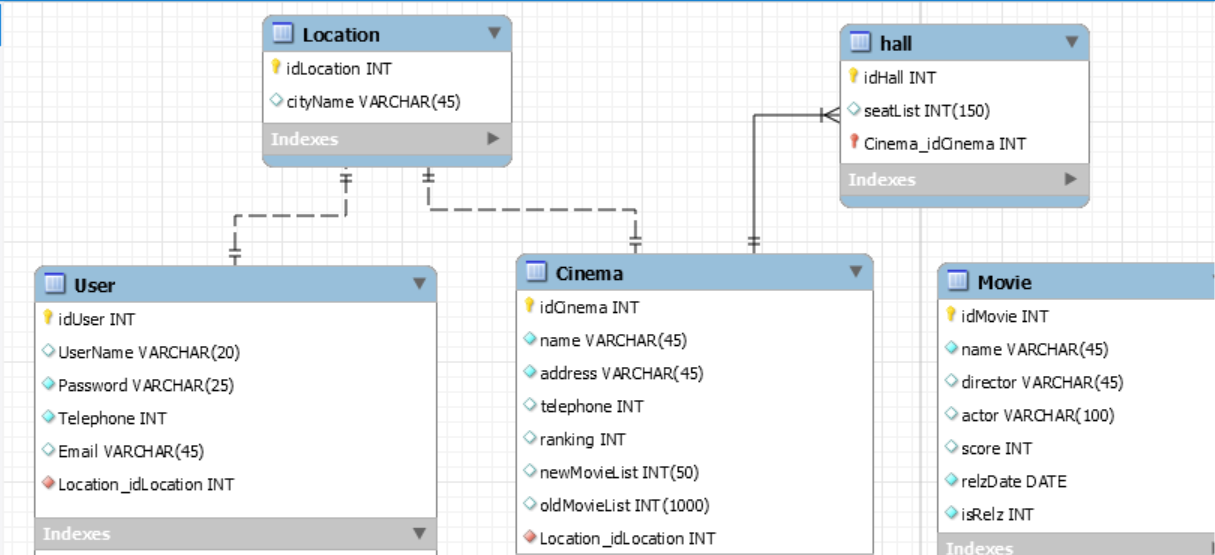 Location
idLocation INT
cityName VARCHAR(45)
Indexes
hall
idHall INT
seatList INT(150)
Cinema_idCinema INT
Indexes
User
idUser INT
UserName VARCHAR(20)
Password VARCHAR(25)
Telephone INT
Email VARCHAR(45)
Location_idLocation INT
Indexes
Cinema
idCinema INT
name VARCHAR(45)
address VARCHAR(45)
telephone INT
ranking INT
newMovieList INT(50)
oldMovieList INT(1000)
Location_idLocation INT
Movie
idMovie INT
name VARCHAR(45)
director VARCHAR(45)
actor VARCHAR(100)
score INT
relzDate DATE
isRelz INT
Indexes